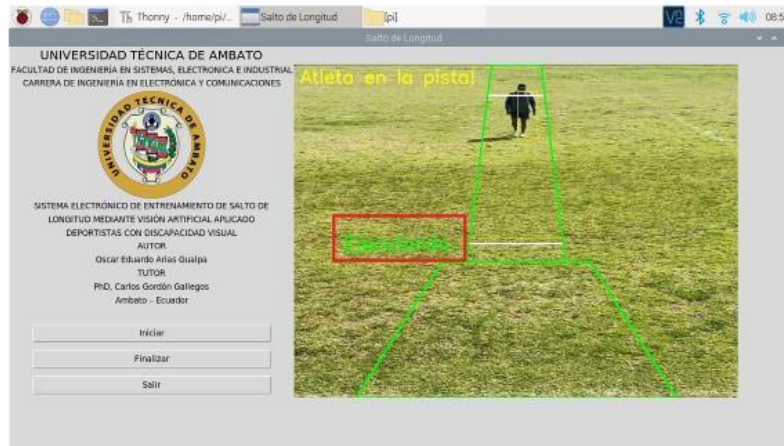 Thonny - /home/pi/...
Salto de Longitud
[pi]
08:5
Salto de Longitud
UNIVERSIDAD TÉCNICA DE AMBATO
FACULTAD DE INGENIERÍA EN SISTEMAS, ELECTRONICA E INDUSTRIAL
CARRERA DE INGENIERÍA EN ELECTRÓNICA Y COMUNICACIONES
UNIVERSIDAD TECNICA DE AMBATO
SISTEMA ELECTRÓNICO DE ENTRENAMIENTO DE SALTO DE
LONGITUD MEDIANTE VISIÓN ARTIFICIAL APLICADO
DEPORTISTAS CON DISCAPACIDAD VISUAL
AUTOR
Oscar Eduardo Arias Gualpa
TUTOR
PhD, Carlos Gordón Gallegos
Ambato - Ecuador
Iniciar
Finalizar
Salir
Atleta en la pista!
Ejecutando.